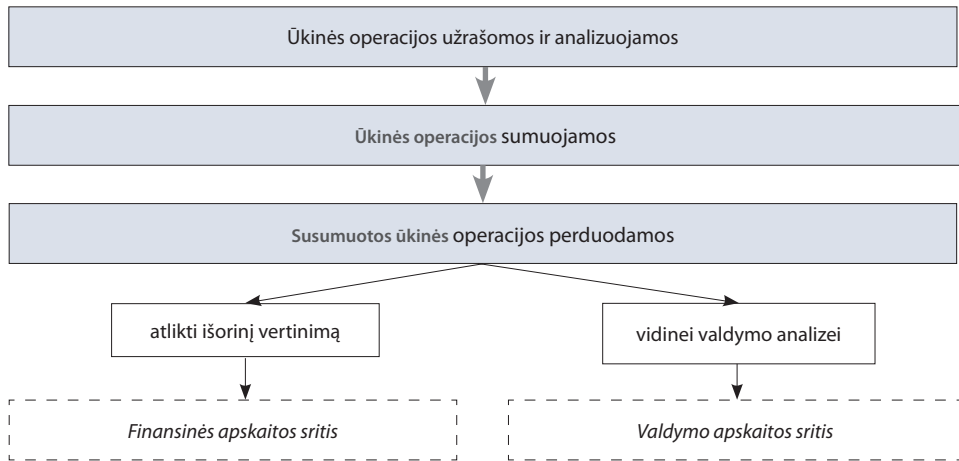 Ūkinės operacijos užrašomos ir analizuojamos
Ūkinės operacijos sumuojamos
Susumuotos ūkinės operacijos perduodamos
atlikti išorinį vertinimą
vidinei valdymo analizei
Finansinės apskaitos sritis
Valdymo apskaitos sritis